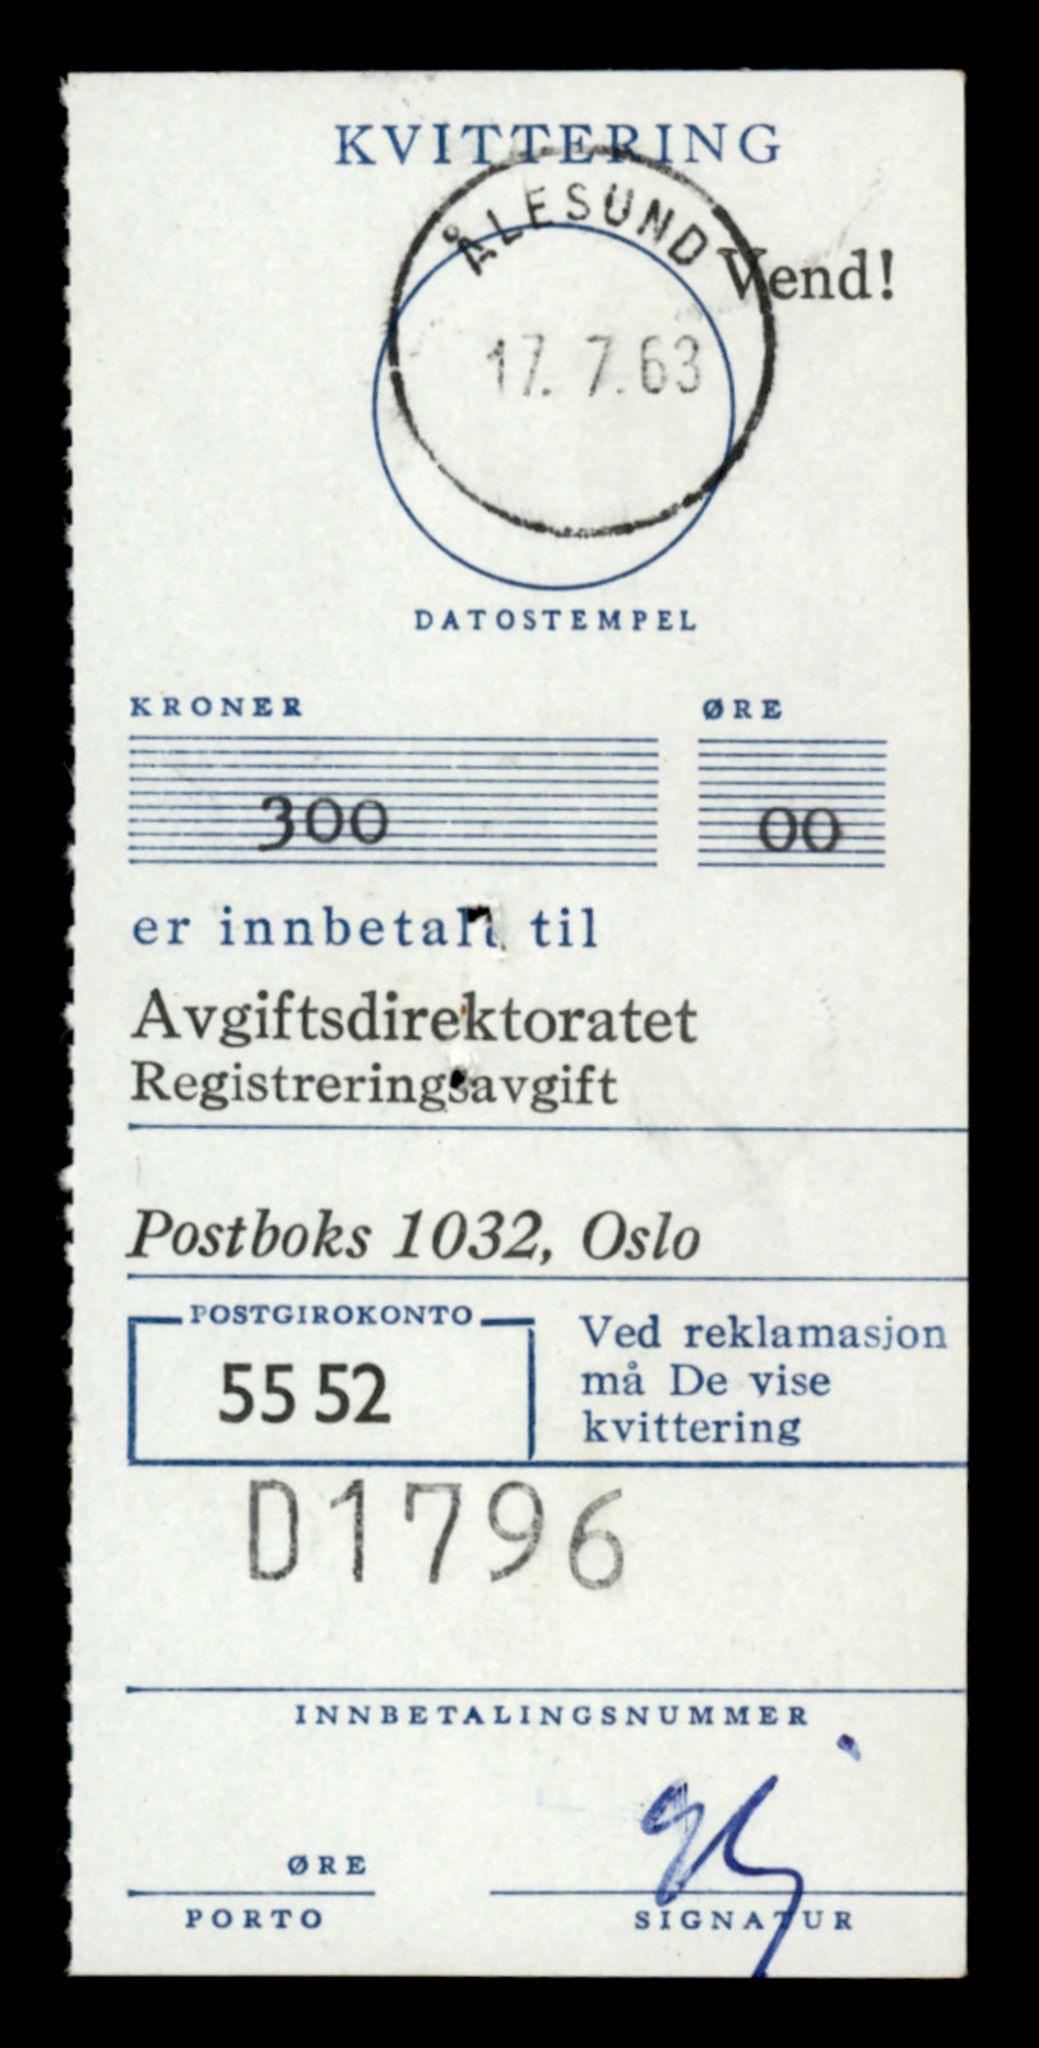 KVITTERING
ÅLESUND
Vend!
17. 7. 63
DATOSTEMPEL
KRONER ØRE
300 00
er innbetalt til
Avgiftsdirektoratet
Registreringsavgift
Postboks 1032, Oslo
POSTGIROKONTO
55 52
Ved reklamasjon
må De vise
kvittering
D1796
INNBETALINGSNUMMER
ØRE
PORTO
SIGNATUR